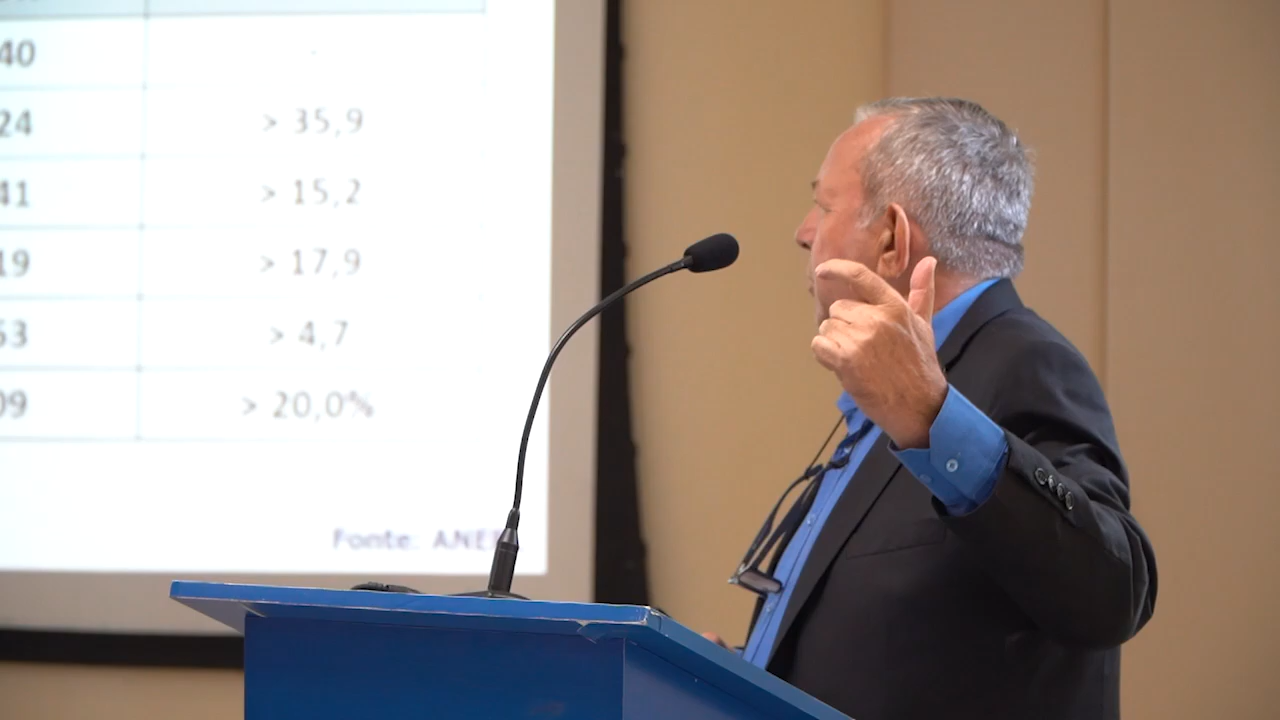 40
24 > 35,9
41 > 15,2
19 > 17,9
53 > 4,7
09 > 20,0%
Fonte: ANE